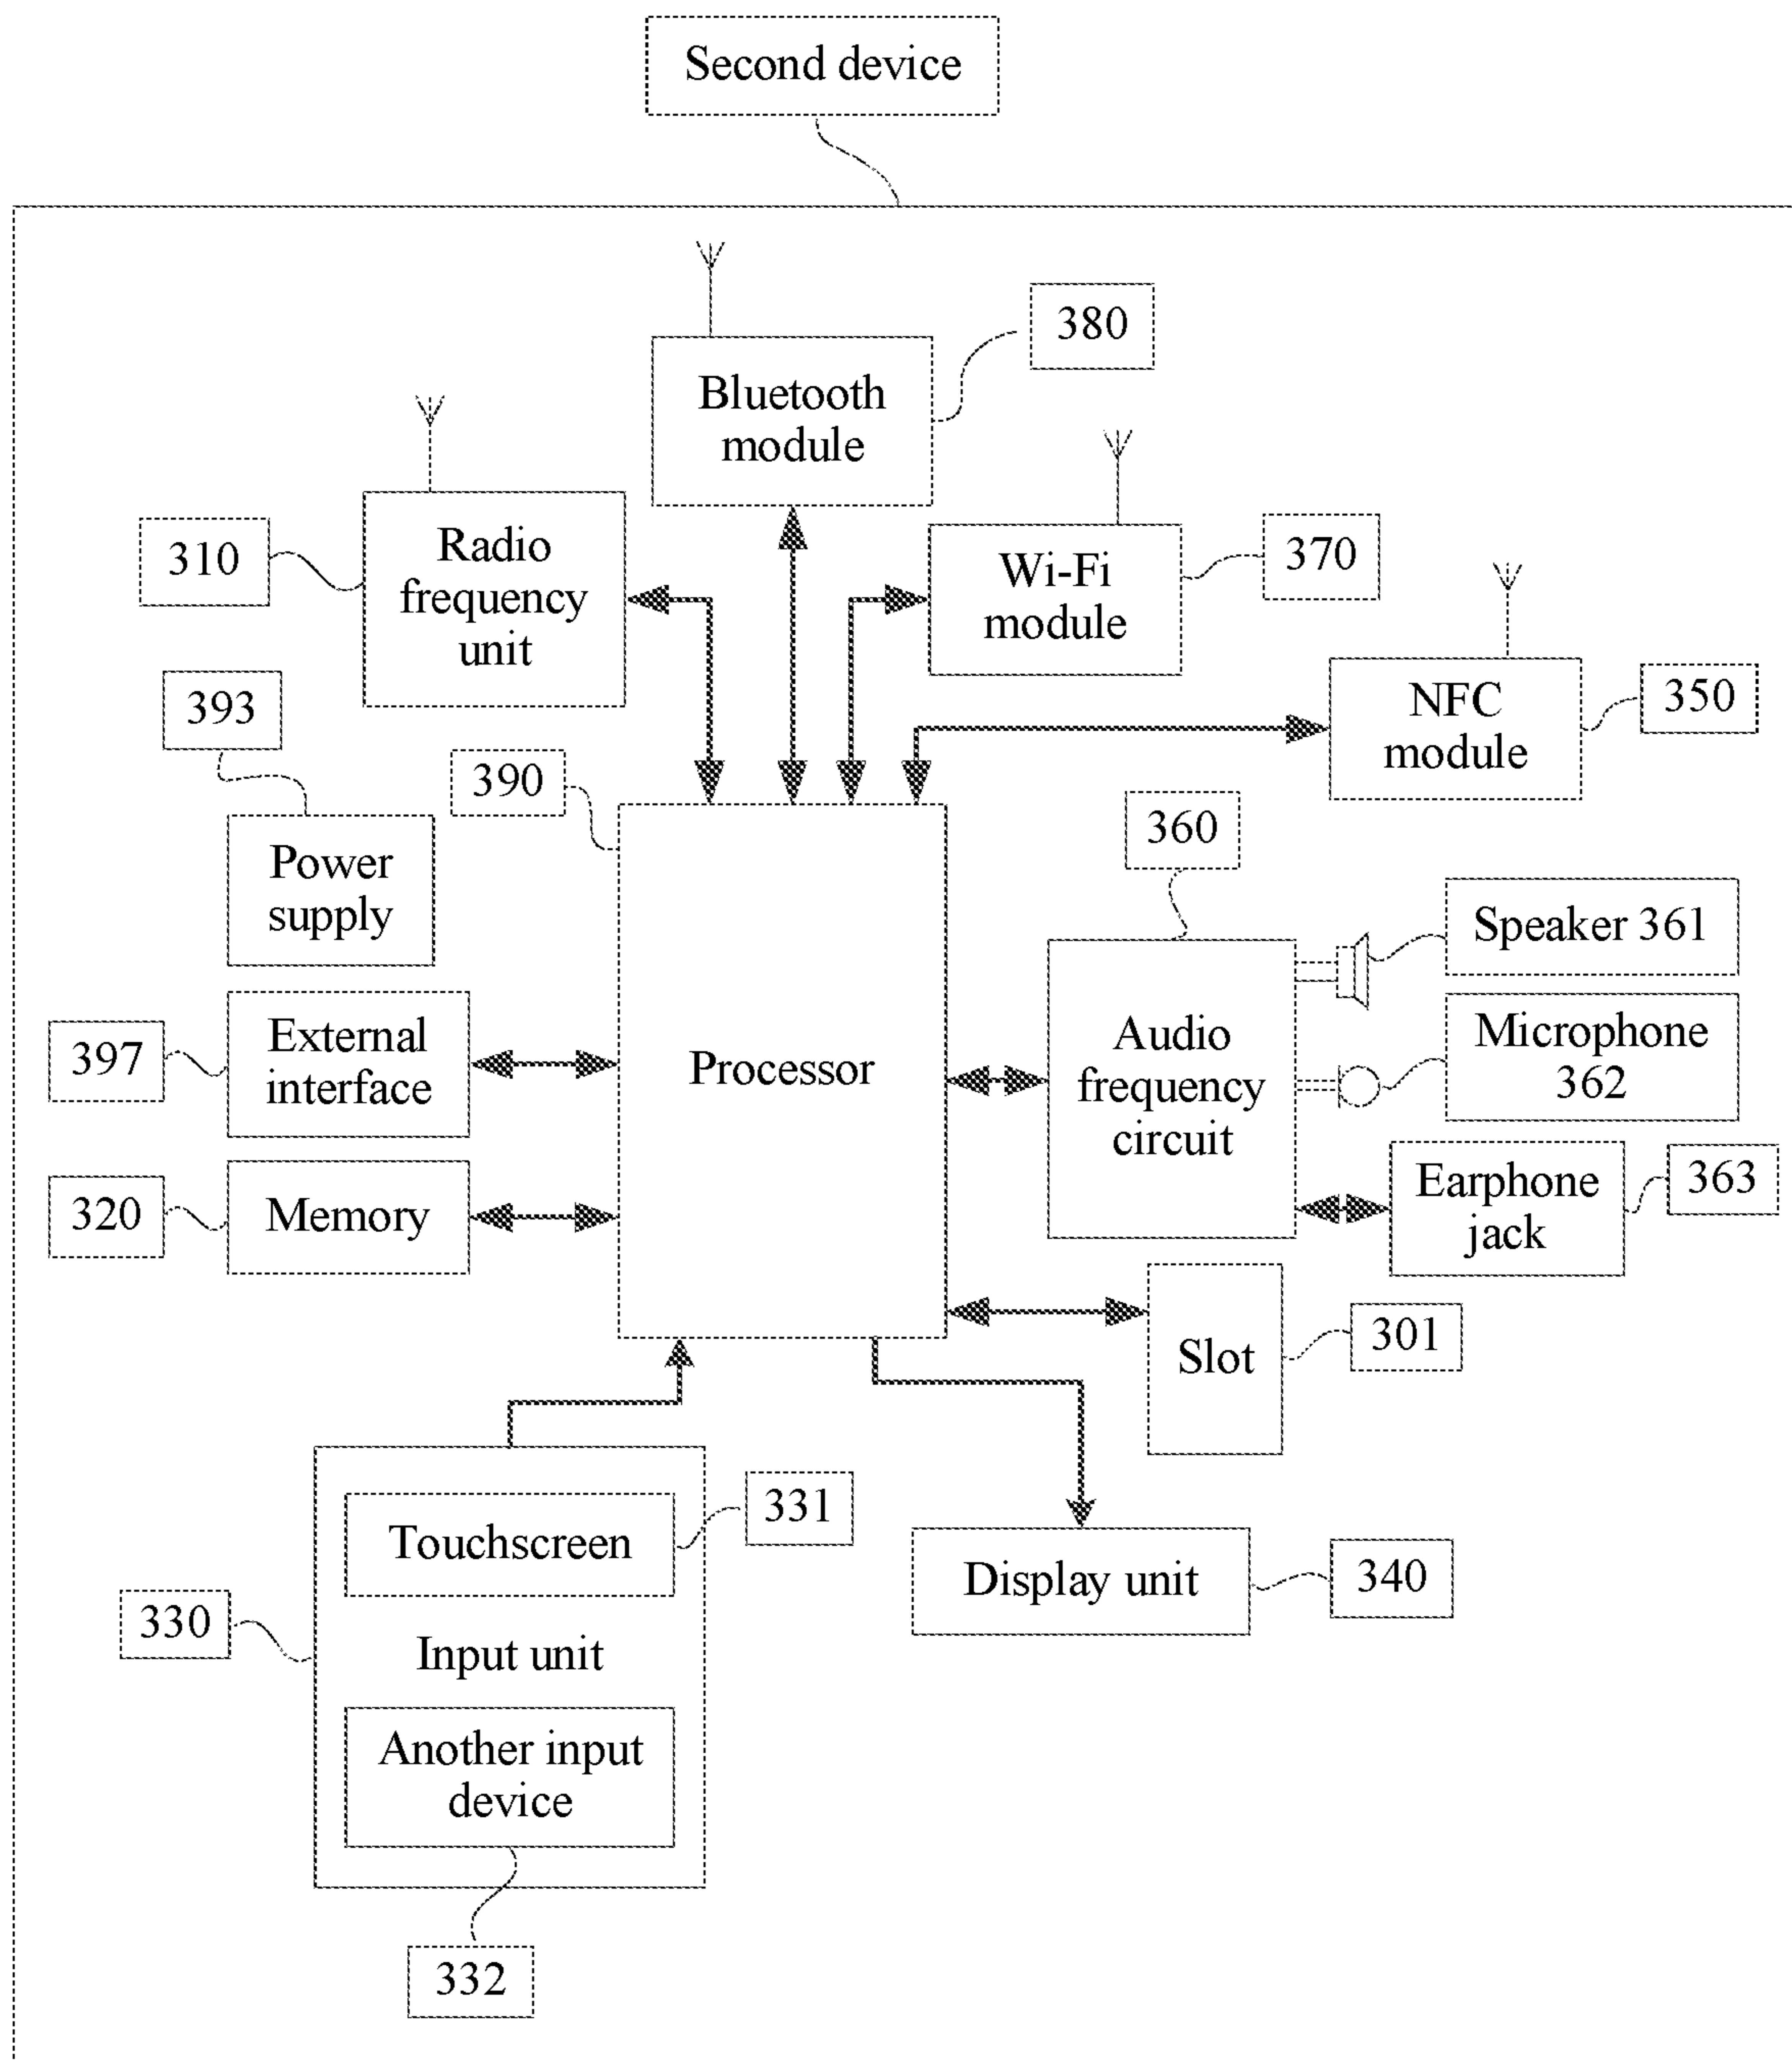 Second device
380
Bluetooth
module
310
Radio
frequency
unit
Wi-Fi
module
370
393
NFC
module
350
390
360
Power
supply
Speaker 361
397
External
interface
Processor
Audio
frequency
circuit
Microphone
362
320
Memory
Earphone
jack
363
Slot
301
Touchscreen
331
330
Input unit
Display unit
340
Another input
device
332